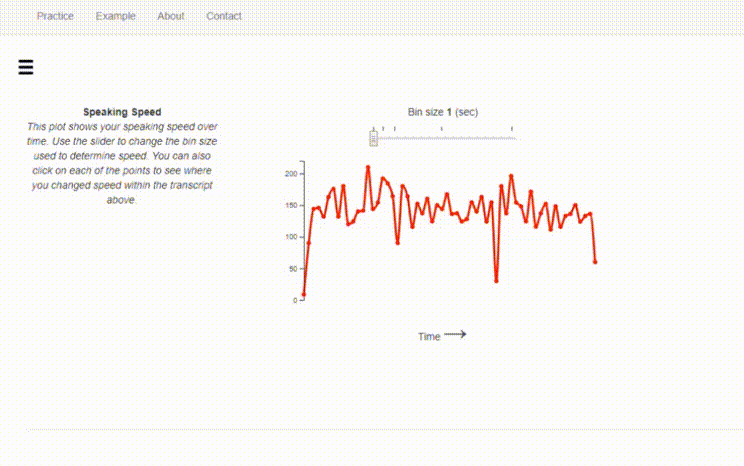 Practice Example About Contact
Speaking Speed
This plot shows your speaking speed over
time. Use the slider to change the bin size
used to determine speed. You can also
click on each of the points to see where
you changed speed within the transcript
above.
Bin size 1 (sec)
200
150
100
50
0
Time